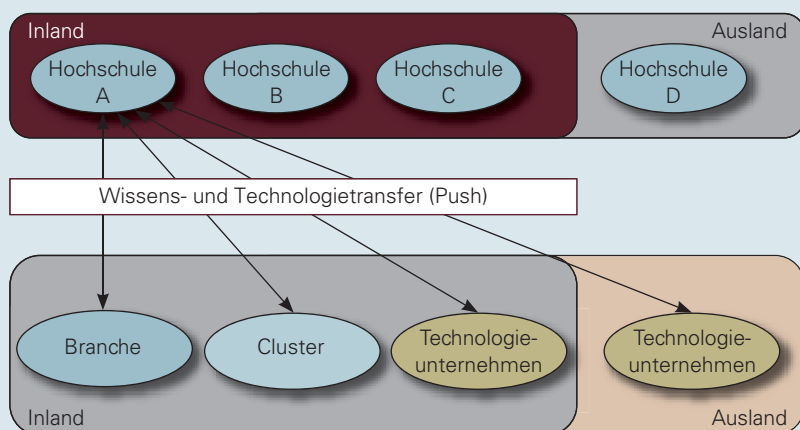 Inland
Ausland
Hochschule
A
Hochschule
B
Hochschule
C
Hochschule
D
Wissens- und Technologietransfer (Push)
Branche
Cluster
Technologie-
unternehmen
Technologie-
unternehmen
Inland
Ausland